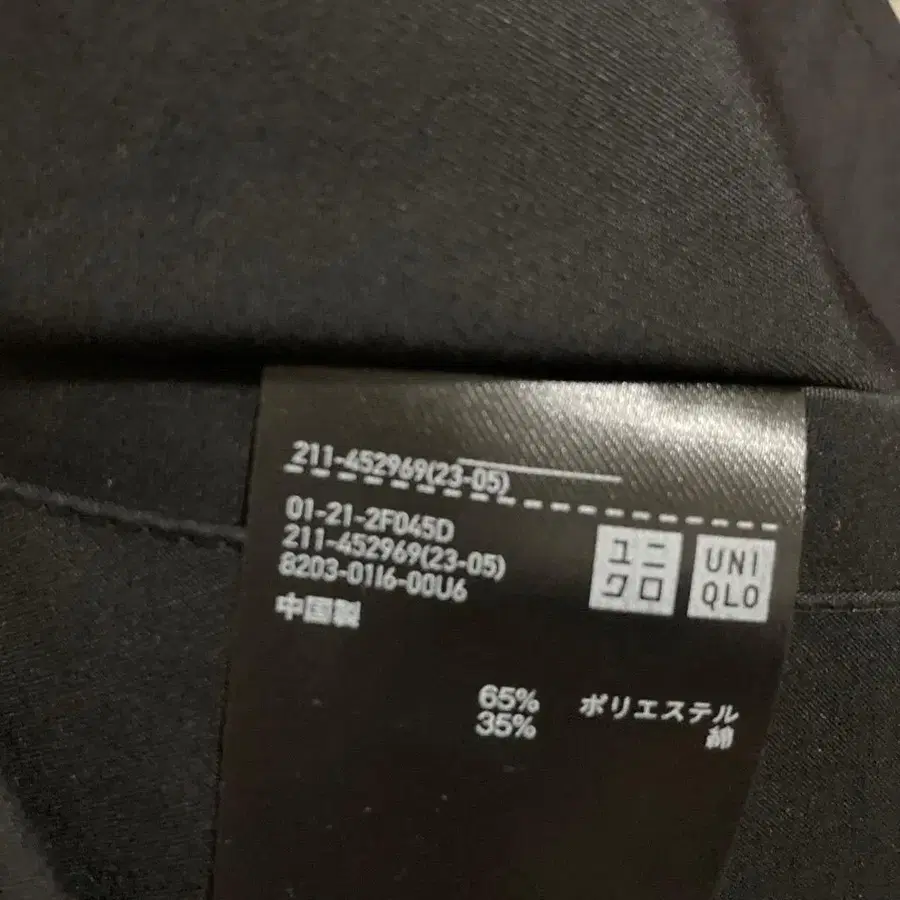 211-452969(23-05)
01-21-2F045D
211-452969(23-05)
8203-01I6-00U6
中国製
ユニ
クロ
UNI
QLO
65% ポリエステル
35% 綿